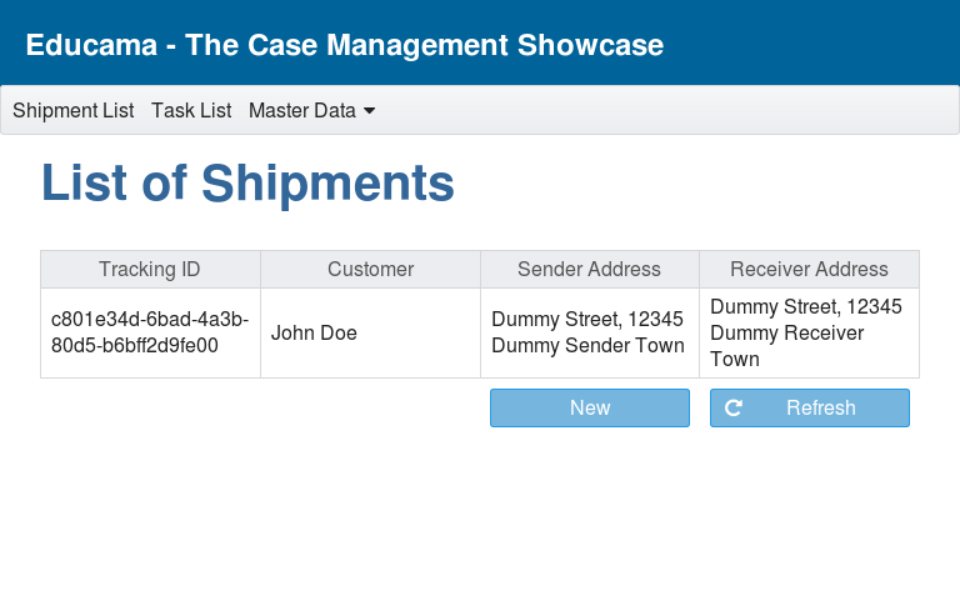 Educama - The Case Management Showcase
Shipment List Task List Master Data
List of Shipments
Tracking ID Customer Sender Address Receiver Address
c801e34d-6bad-4a3b-
80d5-b6bff2d9fe00
John Doe
Dummy Street, 12345
Dummy Sender Town
Dummy Street, 12345
Dummy Receiver
Town
New Refresh